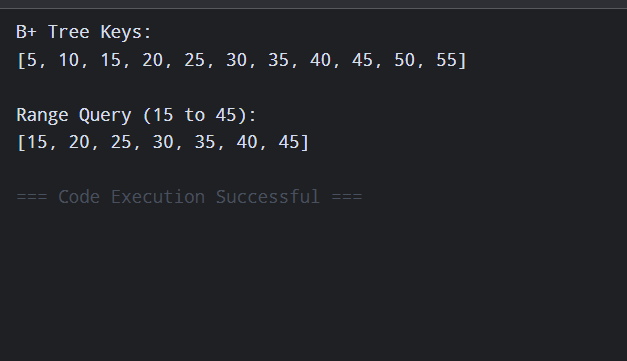 B+ Tree Keys:
[5, 10, 15, 20, 25, 30, 35, 40, 45, 50, 55]
Range Query (15 to 45):
[15, 20, 25, 30, 35, 40, 45]
=== Code Execution Successful ===